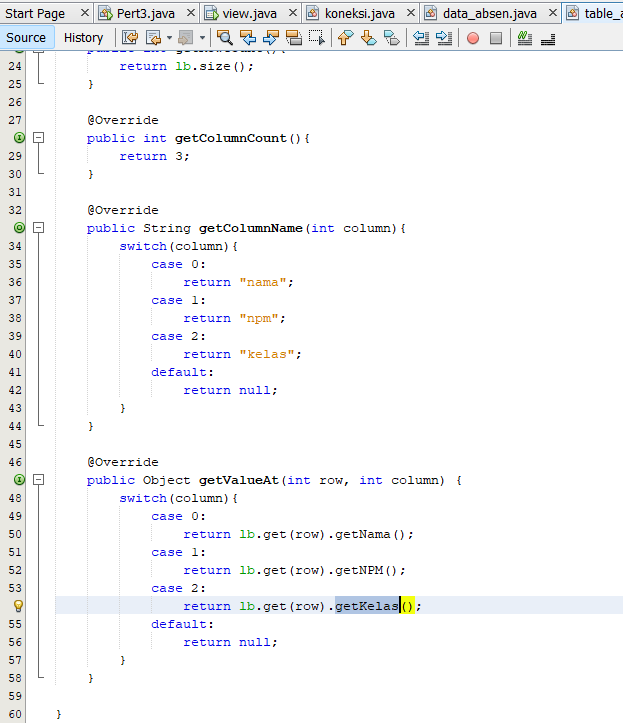 Start Page Pert3.java view.java koneksi.java data_absen.java table_a
Source History
24 return lb.size();
25 }
26
27 @Override
public int getColumnCount(){
29 return 3;
30 }
31
32 @Override
public String getColumnName(int column){
34 switch(column){
35 case 0:
36 return "nama";
37 case 1:
38 return "npm";
39 case 2:
40 return "kelas";
41 default:
42 return null;
43 }
44 }
45
46 @Override
public Object getValueAt(int row, int column) {
48 switch(column){
49 case 0:
50 return lb.get(row).getNama();
51 case 1:
52 return lb.get(row).getNPM();
53 case 2:
return lb.get(row).getKelas();
55 default:
56 return null;
57 }
58 }
59
60 }